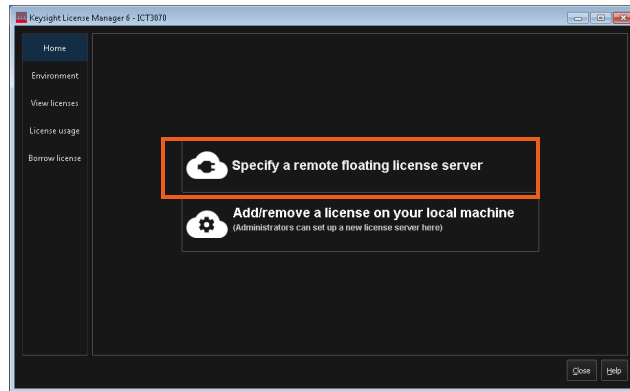 Keysight License Manager 6 - ICT3070
Home
Environment
View licenses
License usage
Borrow license
Specify a remote floating license server
Add/remove a license on your local machine
(Administrators can set up a new license server here)
Close
Help